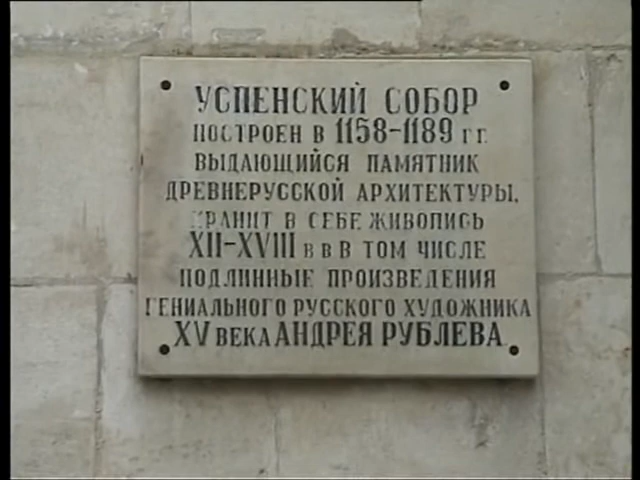 УСПЕНСКИЙ СОБОР
ПОСТРОЕН В 1158-1189 ГГ.
ВЫДАЮЩИЙСЯ ПАМЯТНИК
ДРЕВНЕРУССКОЙ АРХИТЕКТУРЫ,
ХРАНИТ В СЕБЕ ЖИВОПИСЬ
XII-XVIII В В В ТОМ ЧИСЛЕ
ПОДЛИННЫЕ ПРОИЗВЕДЕНИЯ
ГЕНИАЛЬНОГО РУССКОГО ХУДОЖНИКА
XV ВЕКА АНДРЕЯ РУБЛЕВА.